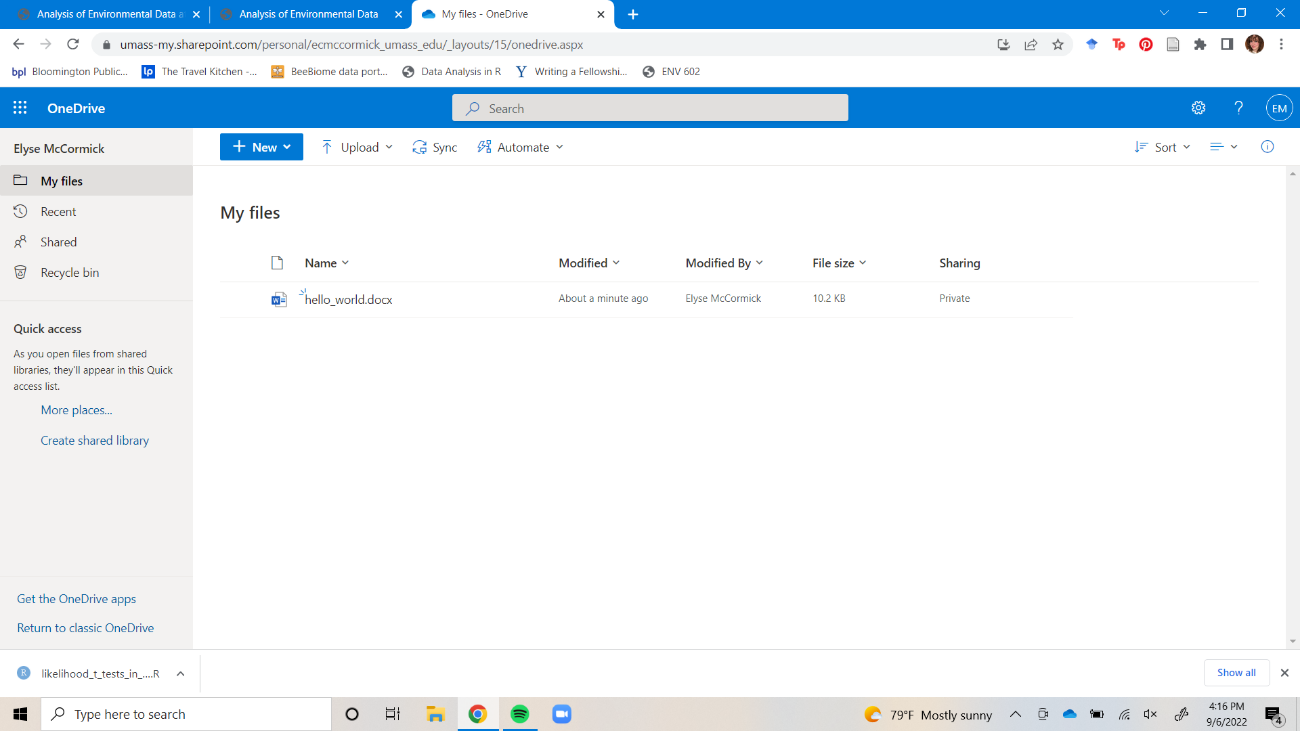 Analysis of Environmental Data a
Analysis of Environmental Data
My files - OneDrive
umass-my.sharepoint.com/personal/ecmccormick_umass_edu/_layouts/15/onedrive.aspx
bpl Bloomington Public...
lp The Travel Kitchen -...
BeeBiome data port...
Data Analysis in R
Y Writing a Fellowshi...
ENV 602
OneDrive
Search
?
EM
Elyse McCormick
+ New
Upload
Sync
Automate
Sort
My files
Recent
Shared
Recycle bin
Quick access
As you open files from shared
libraries, they'll appear in this Quick
access list.
More places...
Create shared library
Get the OneDrive apps
Return to classic OneDrive
My files
Name
Modified
Modified By
File size
Sharing
hello_world.docx
About a minute ago
Elyse McCormick
10.2 KB
Private
R likelihood_t_tests_in_....R
Show all
Type here to search
79°F Mostly sunny
4:16 PM
9/6/2022
4